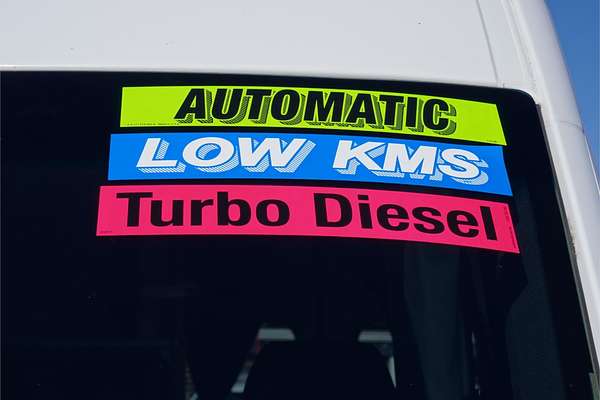 AUTOMATIC
LOW KMS
Turbo Diesel